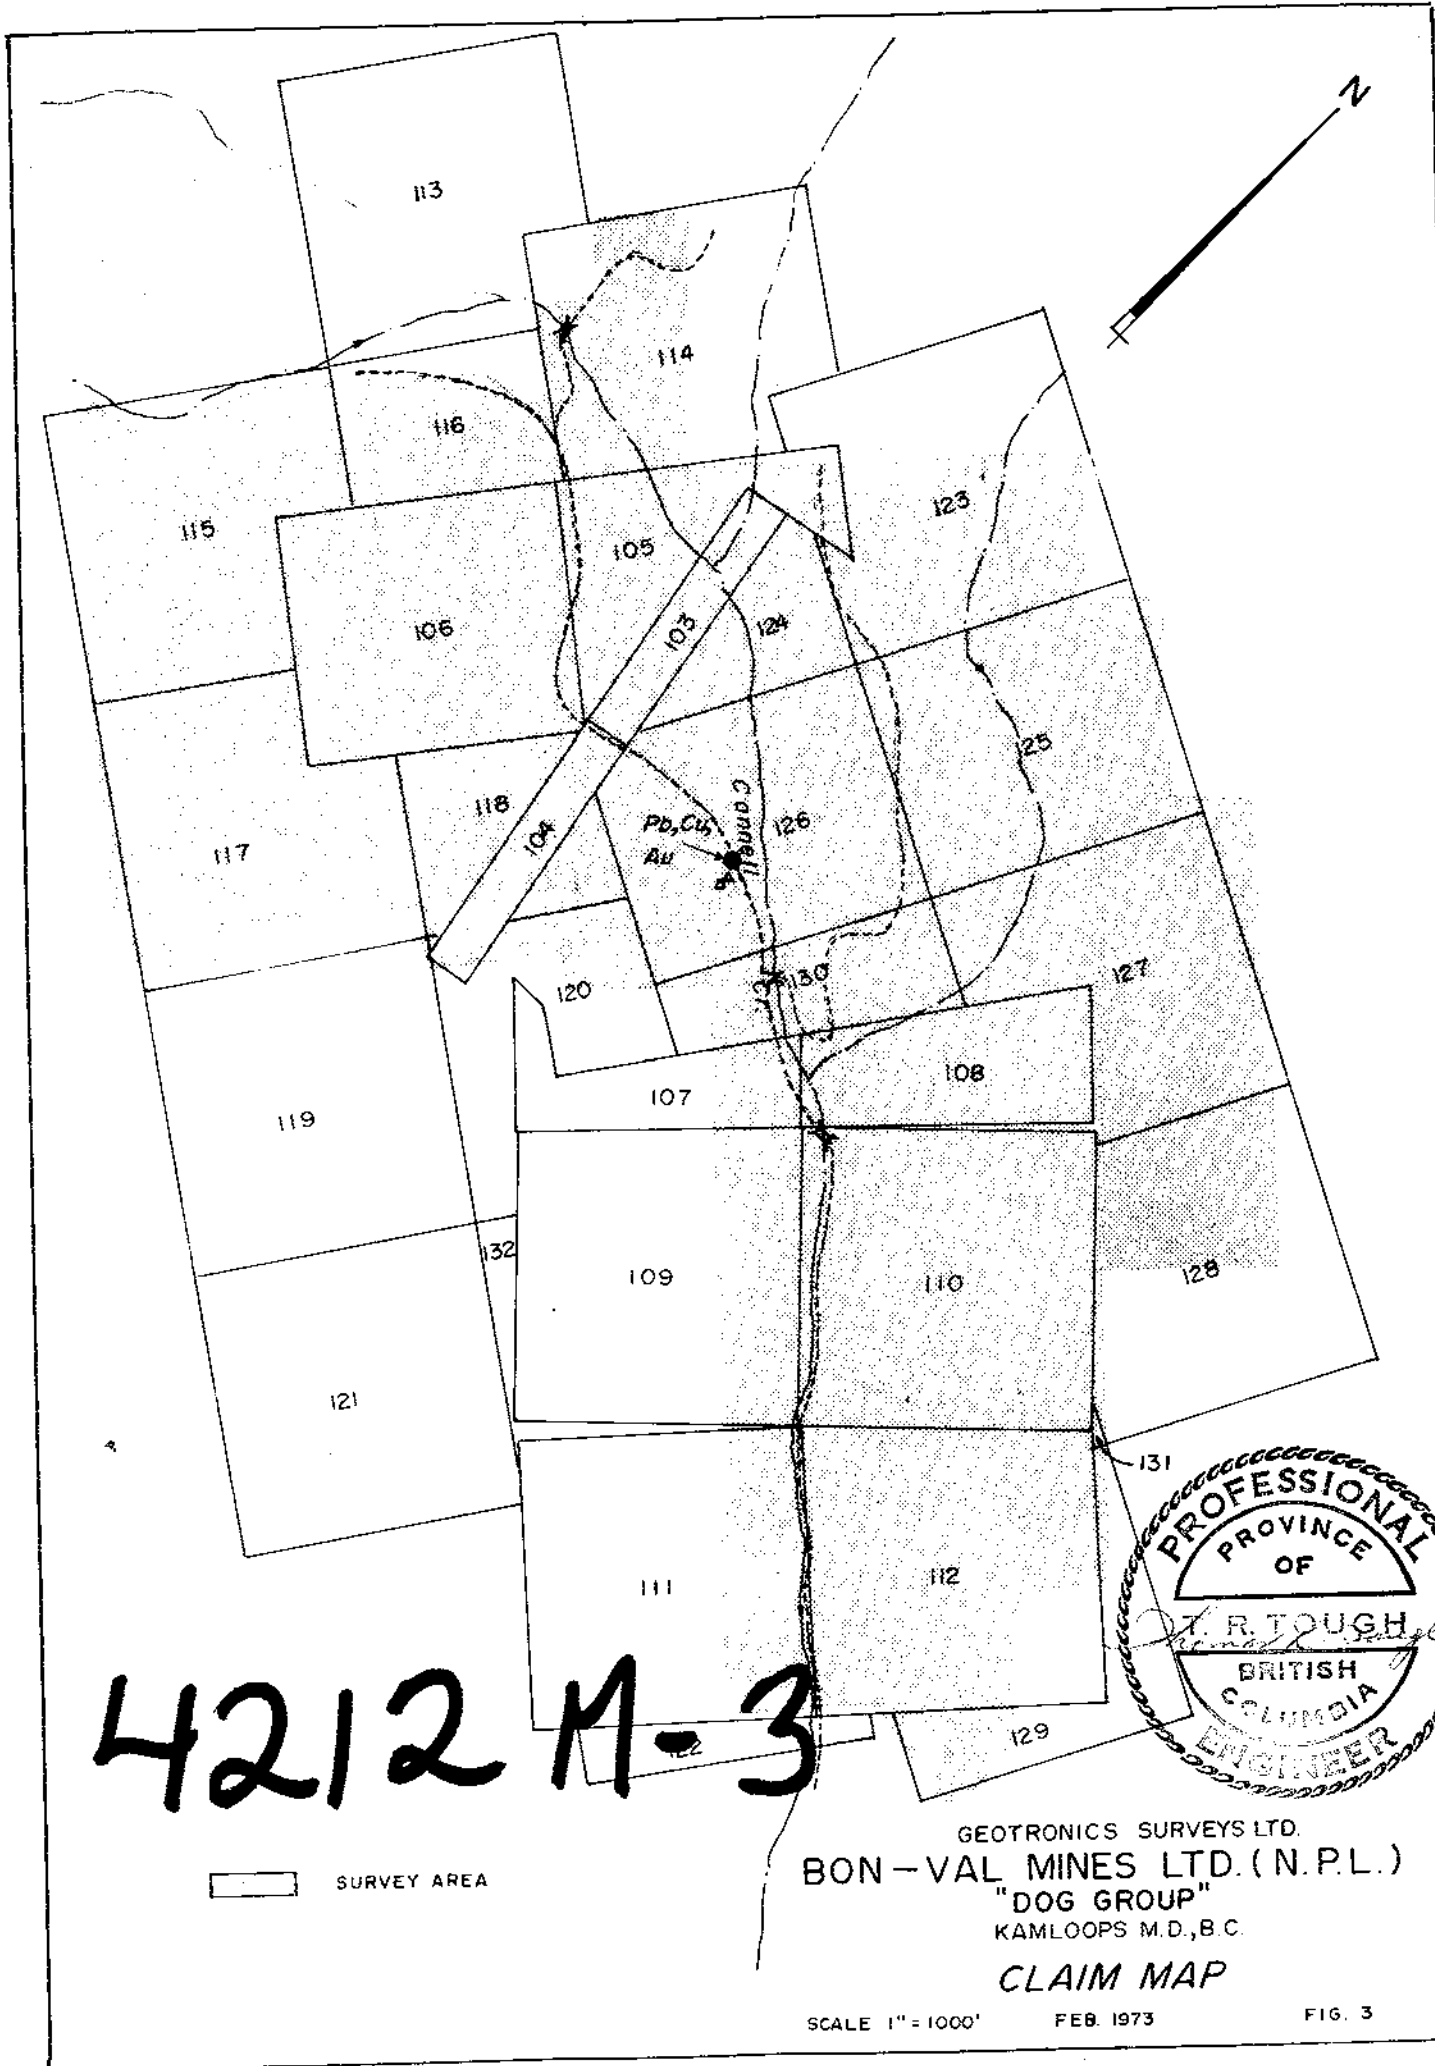 N
113
114
116
123
115
105
106
103
124
125
118
Cannell
126
Pb,Cu,
Au
104
117
127
130
120
Cr.
108
107
119
132
109
110
128
121
131
PROFESSIONAL
PROVINCE
OF
111
112
T. R. TOUGH
BRITISH
COLUMBIA
ENGINEER
4212 M-3
122
129
GEOTRONICS SURVEYS LTD.
BON-VAL MINES LTD. (N.P.L.)
"DOG GROUP"
KAMLOOPS M.D., B.C.
SURVEY AREA
CLAIM MAP
SCALE 1" = 1000'
FEB. 1973
FIG. 3